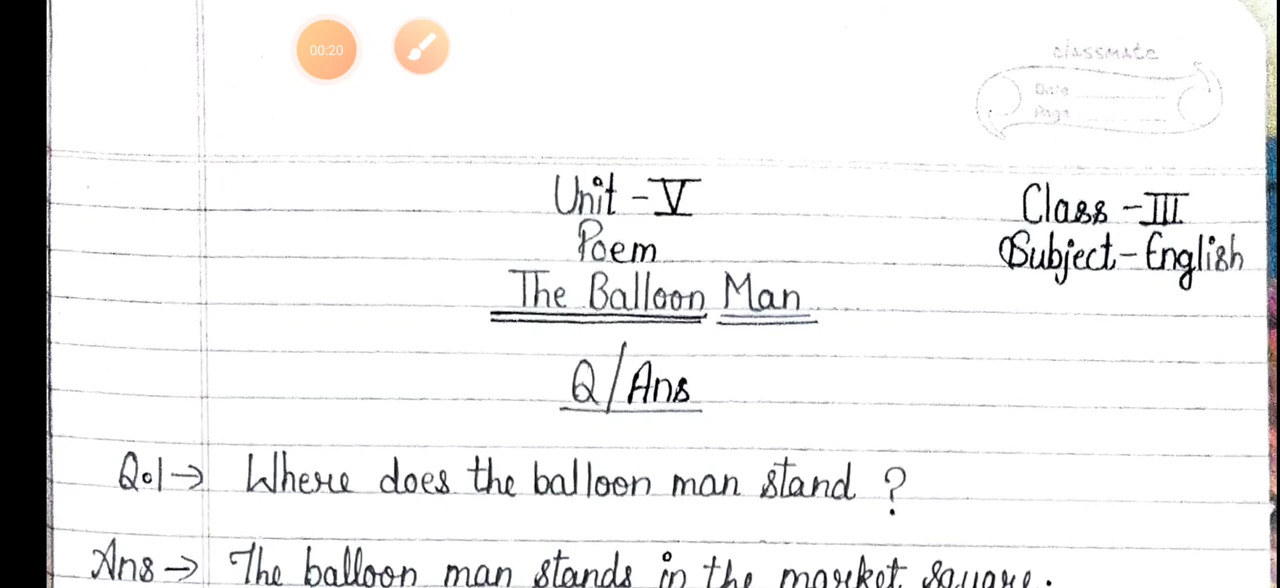 00:20
classmate
Date
Page
Unit - V
Class - III
Poem
Subject - English
The Balloon Man
Q/Ans
Q.1→ Where does the balloon man stand ?
Ans → The balloon man stands in the market square.